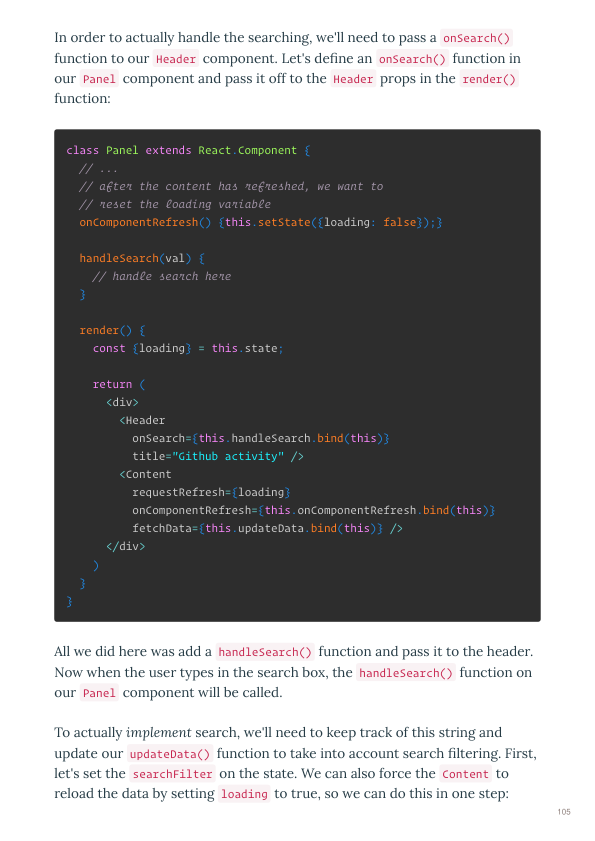 In order to actually handle the searching, we'll need to pass a onSearch()
function to our Header component. Let's define an onSearch() function in
our Panel component and pass it off to the Header props in the render()
function:
class Panel extends React.Component {
  // ...
  // after the content has refreshed, we want to
  // reset the loading variable
  onComponentRefresh() {this.setState({loading: false});}

  handleSearch(val) {
    // handle search here
  }

  render() {
    const {loading} = this.state;

    return (
      <div>
        <Header
          onSearch={this.handleSearch.bind(this)}
          title="Github activity" />
        <Content
          requestRefresh={loading}
          onComponentRefresh={this.onComponentRefresh.bind(this)}
          fetchData={this.updateData.bind(this)} />
      </div>
    )
  }
}
All we did here was add a handleSearch() function and pass it to the header.
Now when the user types in the search box, the handleSearch() function on
our Panel component will be called.
To actually implement search, we'll need to keep track of this string and
update our updateData() function to take into account search filtering. First,
let's set the searchFilter on the state. We can also force the Content to
reload the data by setting loading to true, so we can do this in one step:
105